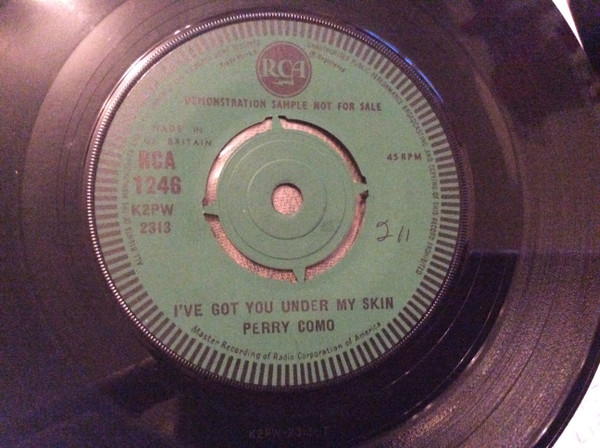 RCA
DEMONSTRATION SAMPLE NOT FOR SALE
MADE IN
GT. BRITAIN
RCA
1246
K2PW
2313
45 RPM
2/1
I'VE GOT YOU UNDER MY SKIN
PERRY COMO
Master Recording of Radio Corporation of America